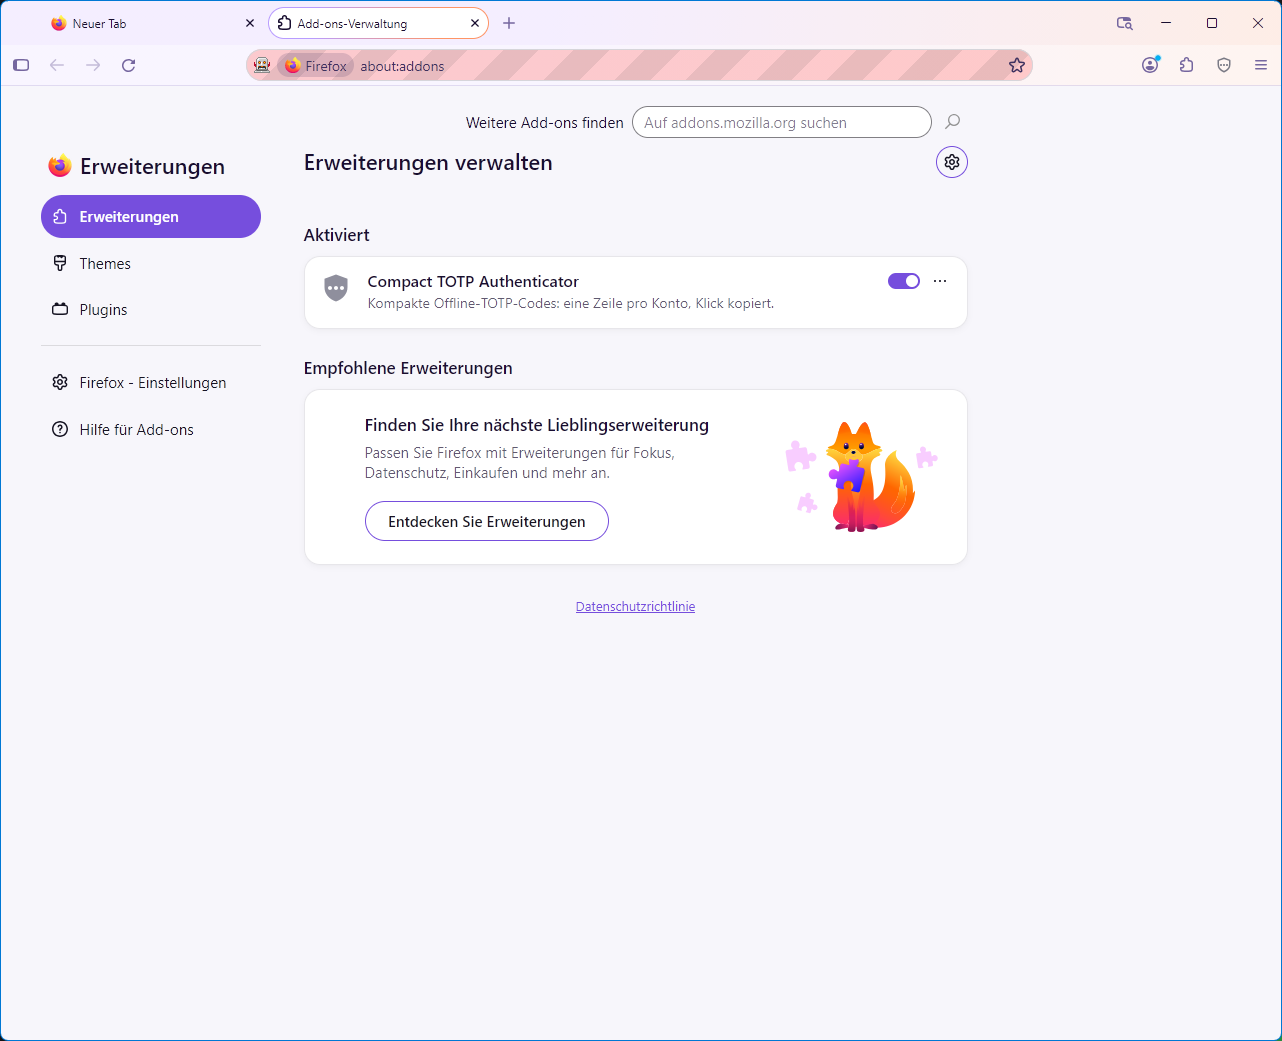 Neuer Tab
Add-ons-Verwaltung
Firefox
about:addons
Weitere Add-ons finden
Auf addons.mozilla.org suchen
Erweiterungen
Erweiterungen verwalten
Erweiterungen
Themes
Plugins
Firefox - Einstellungen
Hilfe für Add-ons
Aktiviert
Compact TOTP Authenticator
Kompakte Offline-TOTP-Codes: eine Zeile pro Konto, Klick kopiert.
Empfohlene Erweiterungen
Finden Sie Ihre nächste Lieblingserweiterung
Passen Sie Firefox mit Erweiterungen für Fokus,
Datenschutz, Einkaufen und mehr an.
Entdecken Sie Erweiterungen
Datenschutzrichtlinie